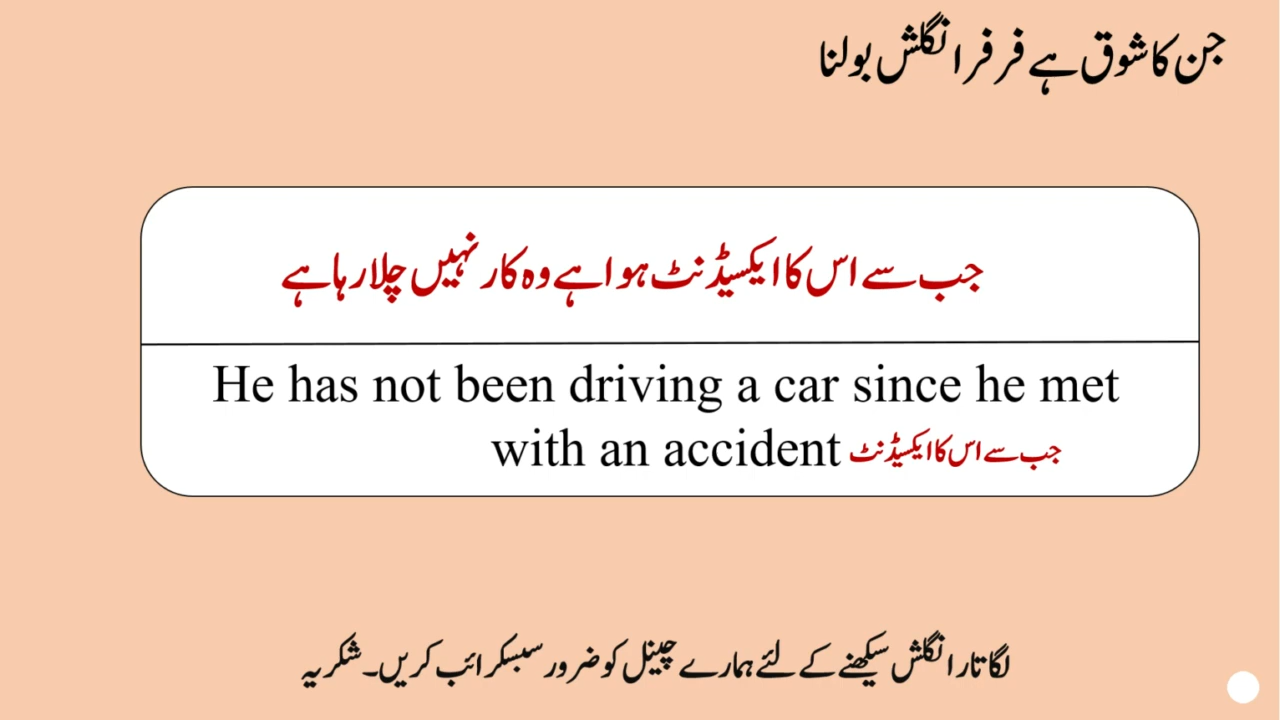 جن کا شوق ہے فر فر انگلش بولنا
جب سے اس کا ایکسیڈنٹ ہوا ہے وہ کار نہیں چلا رہا ہے
He has not been driving a car since he met
with an accident جب سے اس کا ایکسیڈنٹ
لگاتار انگلش سیکھنے کے لئے ہمارے چینل کو ضرور سبسکرائب کریں۔ شکریہ